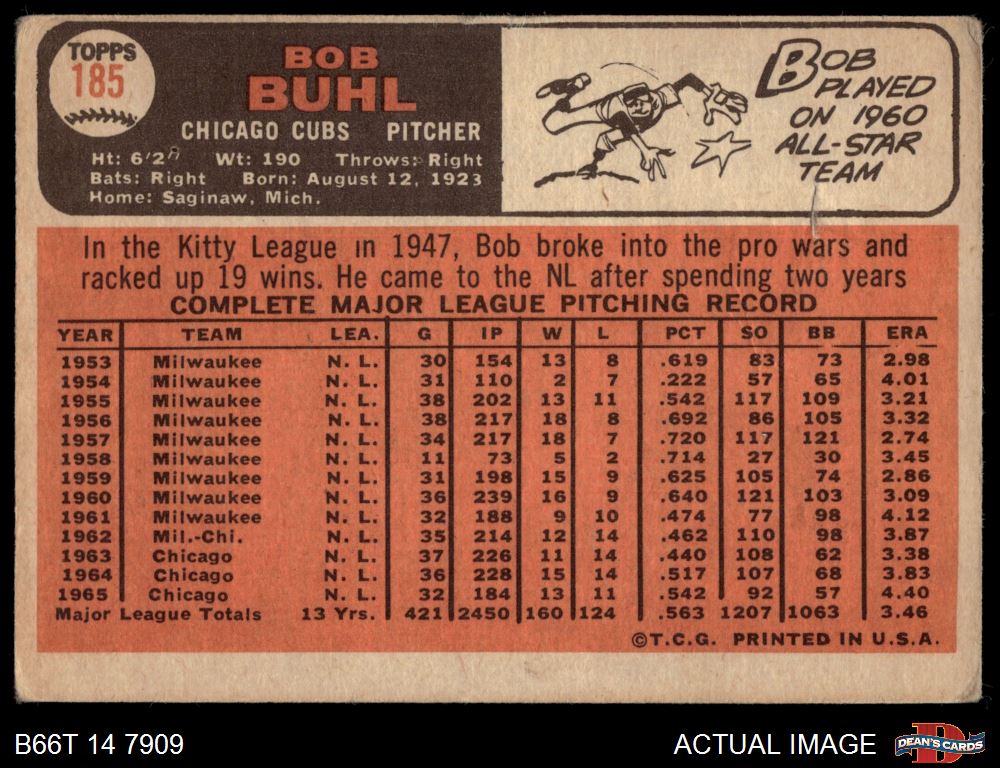 TOPPS
185
BOB
BUHL
CHICAGO CUBS PITCHER
Ht: 6'2" Wt: 190 Throws: Right
Bats: Right Born: August 12, 1923
Home: Saginaw, Mich.
BOB
PLAYED
ON 1960
ALL-STAR
TEAM
In the Kitty League in 1947, Bob broke into the pro wars and
racked up 19 wins. He came to the NL after spending two years
COMPLETE MAJOR LEAGUE PITCHING RECORD
YEAR TEAM LEA. G IP W L PCT SO BB ERA
1953 Milwaukee N. L. 30 154 13 8 .619 83 73 2.98
1954 Milwaukee N. L. 31 110 2 7 .222 57 65 4.01
1955 Milwaukee N. L. 38 202 13 11 .542 117 109 3.21
1956 Milwaukee N. L. 38 217 18 8 .692 86 105 3.32
1957 Milwaukee N. L. 34 217 18 7 .720 117 121 2.74
1958 Milwaukee N. L. 11 73 5 2 .714 27 30 3.45
1959 Milwaukee N. L. 31 198 15 9 .625 105 74 2.86
1960 Milwaukee N. L. 36 239 16 9 .640 121 103 3.09
1961 Milwaukee N. L. 32 188 9 10 .474 77 98 4.12
1962 Mil.-Chi. N. L. 35 214 12 14 .462 110 98 3.87
1963 Chicago N. L. 37 226 11 14 .440 108 62 3.38
1964 Chicago N. L. 36 228 15 14 .517 107 68 3.83
1965 Chicago N. L. 32 184 13 11 .542 92 57 4.40
Major League Totals 13 Yrs. 421 2450 160 124 .563 1207 1063 3.46
©T.C.G. PRINTED IN U.S.A.
B66T 14 7909
ACTUAL IMAGE
DEAN'S CARDS